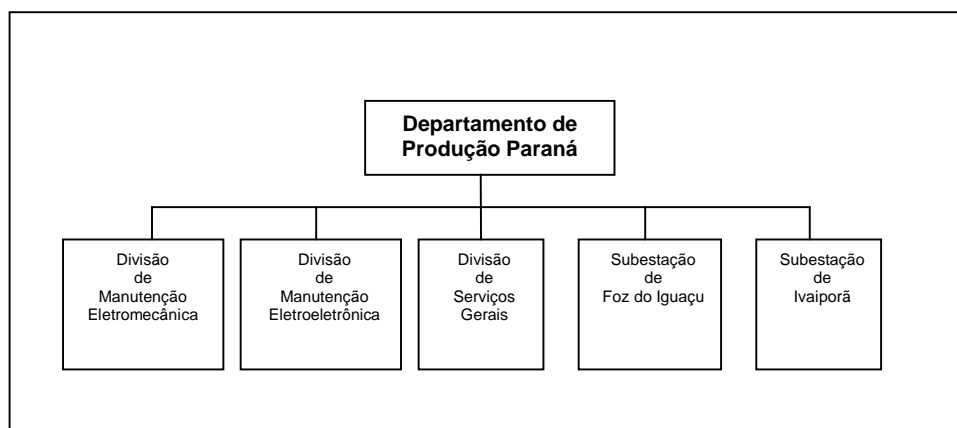 Departamento de
Produção Paraná
Divisão
de
Manutenção
Eletromecânica
Divisão
de
Manutenção
Eletroeletrônica
Divisão
de
Serviços
Gerais
Subestação
de
Foz do Iguaçu
Subestação
de
Ivaiporã